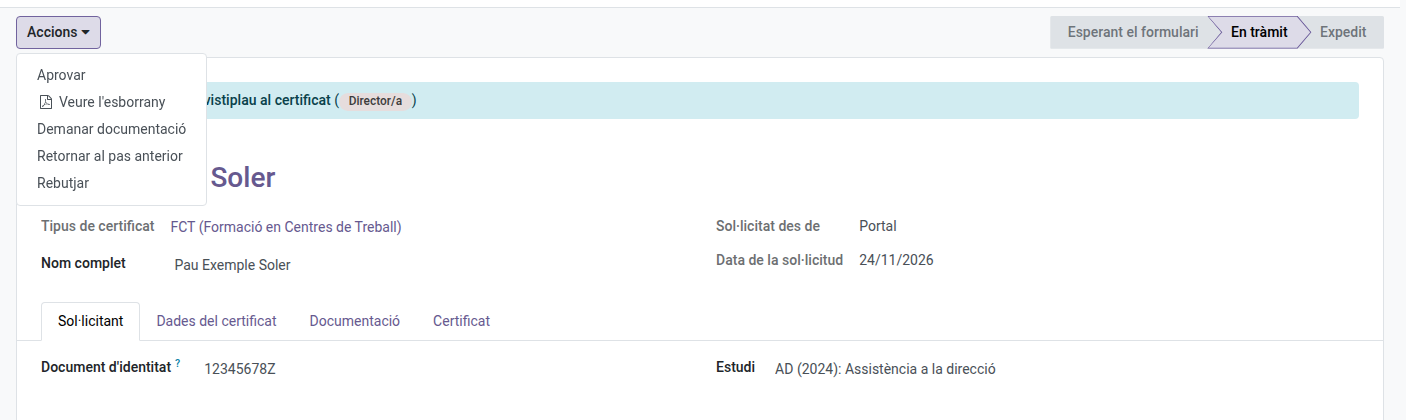 Accions
Esperant el formulari
En tràmit
Expedit
Aprovar
Veure l'esborrany
Demanar documentació
Retornar al pas anterior
Rebutjar
vistiplau al certificat ( Director/a )
Soler
Tipus de certificat FCT (Formació en Centres de Treball)
Sol·licitat des de Portal
Nom complet Pau Exemple Soler
Data de la sol·licitud 24/11/2026
Sol·licitant Dades del certificat Documentació Certificat
Document d'identitat ? 12345678Z
Estudi AD (2024): Assistència a la direcció